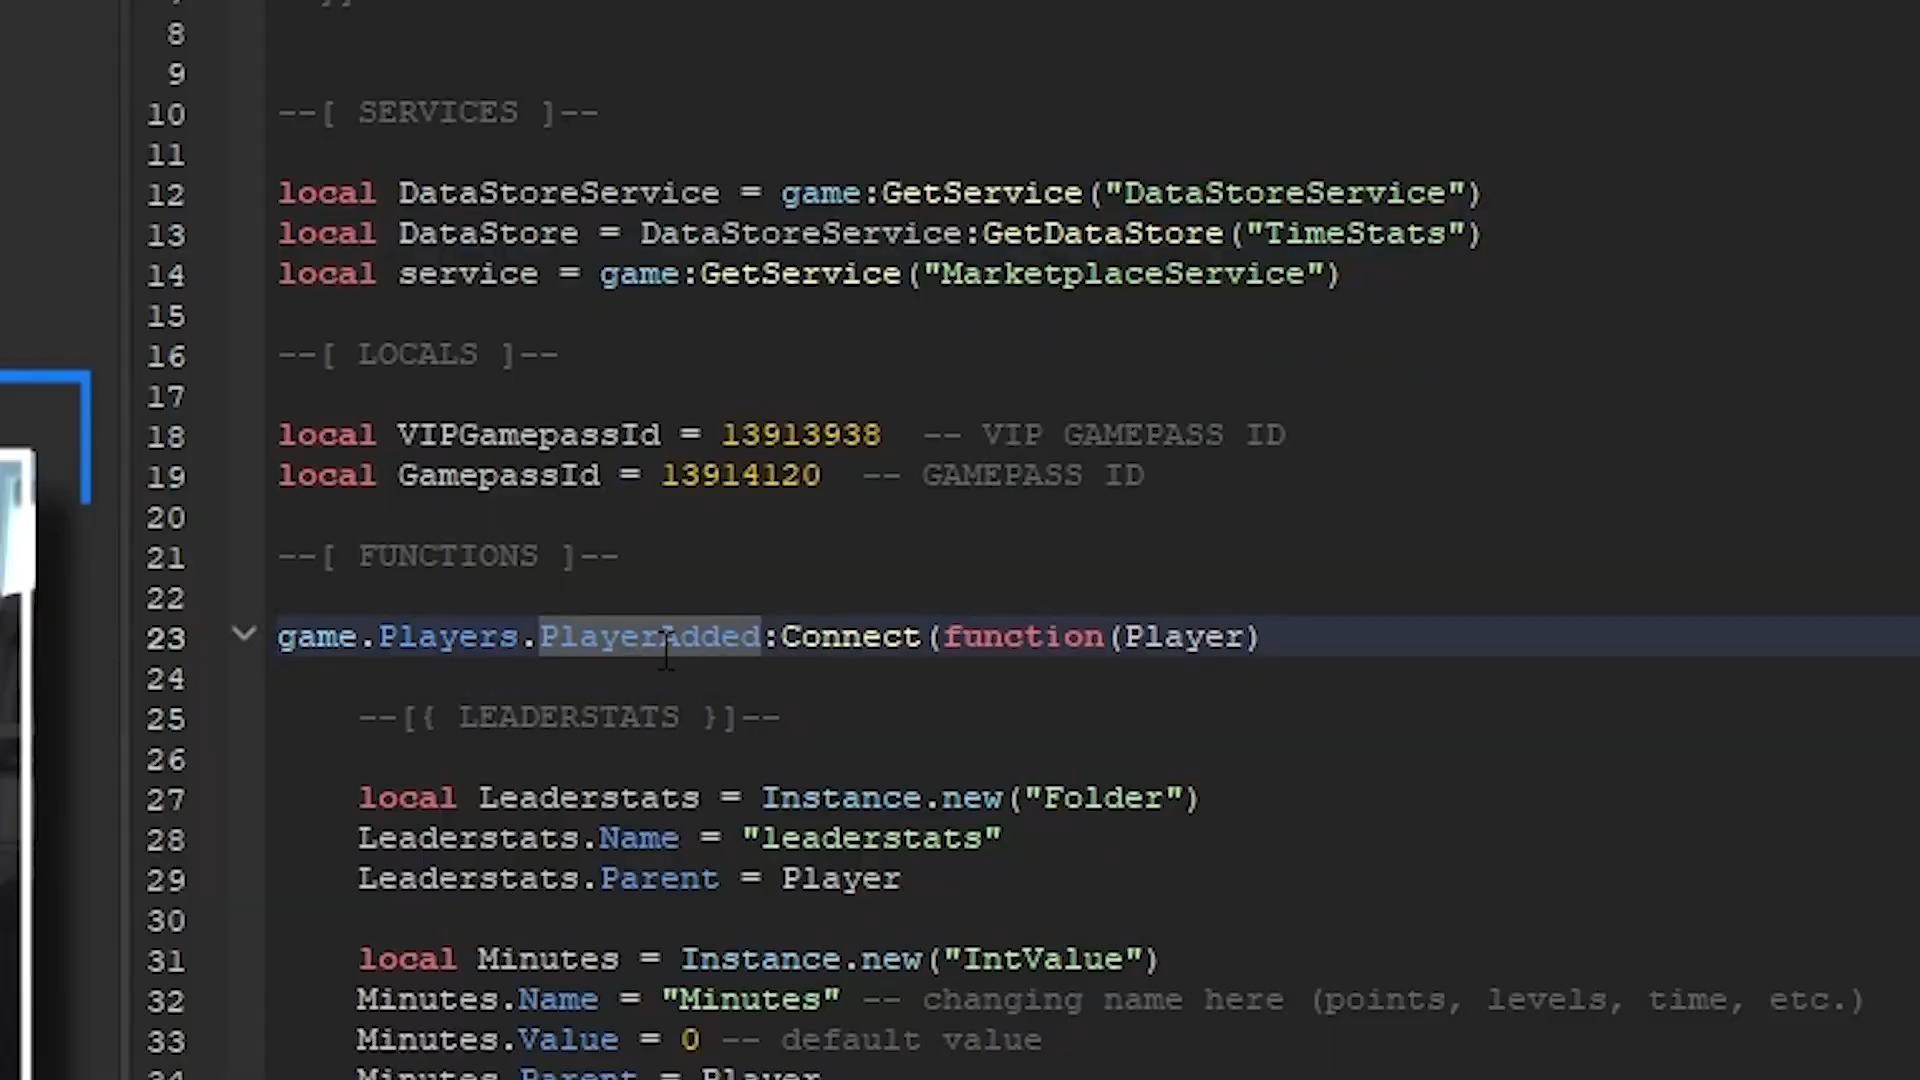 8
9
10 --[ SERVICES ]--
11
12 local DataStoreService = game:GetService("DataStoreService")
13 local DataStore = DataStoreService:GetDataStore("TimeStats")
14 local service = game:GetService("MarketplaceService")
15
16 --[ LOCALS ]--
17
18 local VIPGamepassId = 13913938  -- VIP GAMEPASS ID
19 local GamepassId = 13914120  -- GAMEPASS ID
20
21 --[ FUNCTIONS ]--
22
23 game.Players.PlayerAdded:Connect(function(Player)
24
25 --[{ LEADERSTATS }]--
26
27 local Leaderstats = Instance.new("Folder")
28 Leaderstats.Name = "leaderstats"
29 Leaderstats.Parent = Player
30
31 local Minutes = Instance.new("IntValue")
32 Minutes.Name = "Minutes" -- changing name here (points, levels, time, etc.)
33 Minutes.Value = 0 -- default value
34 Minutes.Parent = Player